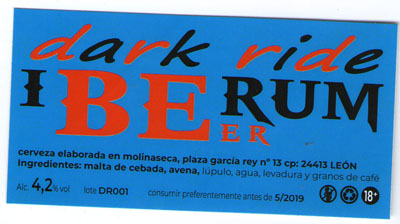 dark ride
IBERUM
BEER
cerveza elaborada en molinaseca, plaza garcía rey nº 13 cp: 24413 LEÓN
Ingredientes: malta de cebada, avena, lúpulo, agua, levadura y granos de café
Alc. 4,2% vol lote DR001 consumir preferentemente antes de 5/2019 18+